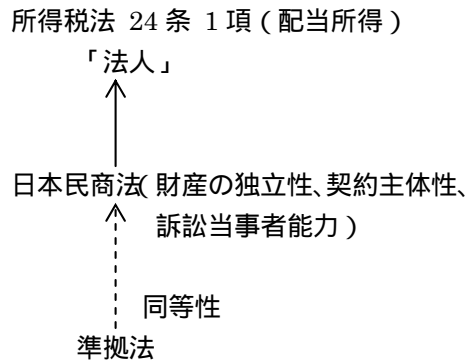 所得税法 24 条 1 項 ( 配当所得 )
「法人」
日本民商法( 財産の独立性、契約主体性、
訴訟当事者能力 )
同等性
準拠法